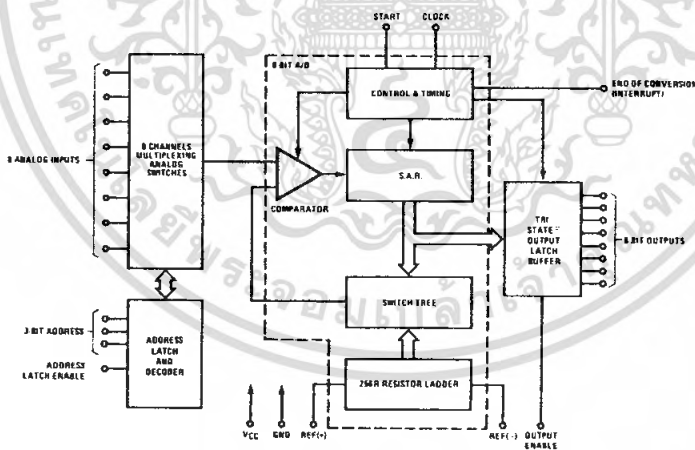 START CLOCK
8-BIT A/D
CONTROL & TIMING
END OF CONVERSION
(INTERRUPT)
8 CHANNELS
MULTIPLEXING
ANALOG
SWITCHES
8 ANALOG INPUTS
S.A.R.
COMPARATOR
TRI
STATE
OUTPUT
LATCH
BUFFER
8-BIT OUTPUTS
SWITCH TREE
3-BIT ADDRESS
ADDRESS
LATCH
AND
DECODER
ADDRESS
LATCH ENABLE
256R RESISTOR LADDER
VCC GND REF(+) REF(-) OUTPUT
ENABLE